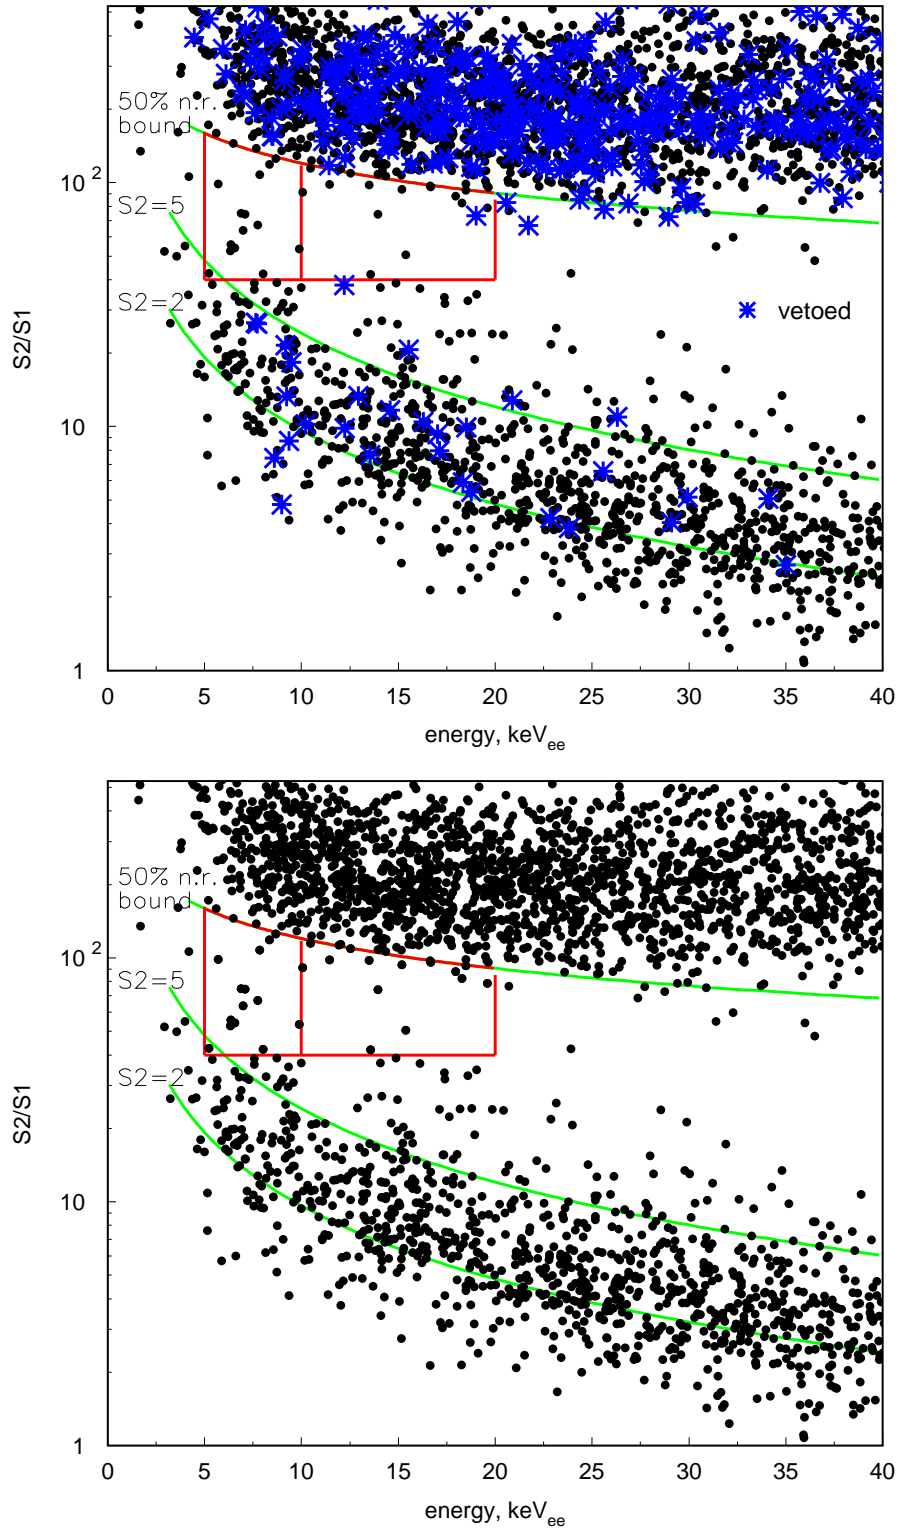 50% n.r.
bound
10²
S2=5
S2=2
vetoed
S2/S1
10
1
0 5 10 15 20 25 30 35 40
energy, keVee
50% n.r.
bound
10²
S2=5
S2=2
S2/S1
10
1
0 5 10 15 20 25 30 35 40
energy, keVee